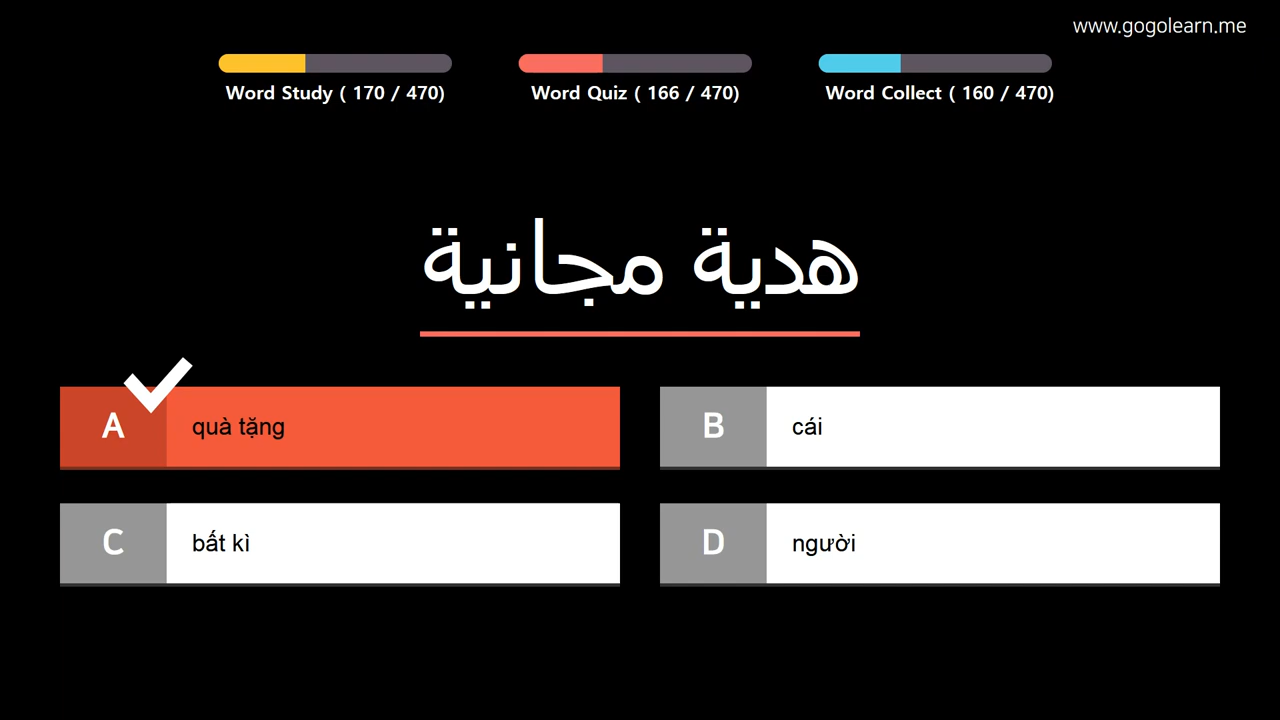 www.gogolearn.me
Word Study ( 170 / 470)
Word Quiz ( 166 / 470)
Word Collect ( 160 / 470)
هدية مجانية
A quà tặng
B cái
C bất kì
D người